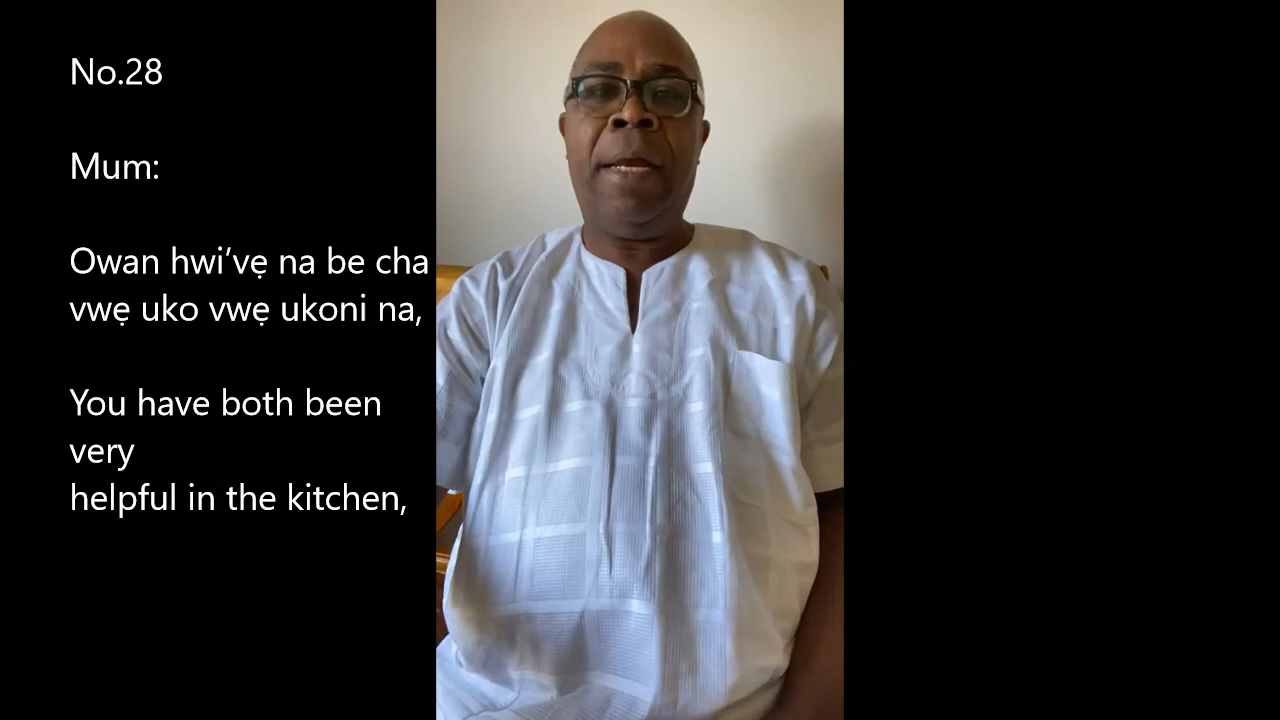 No.28
Mum:
Owan hwi’vẹ na be cha
vwẹ uko vwẹ ukoni na,
You have both been
very
helpful in the kitchen,